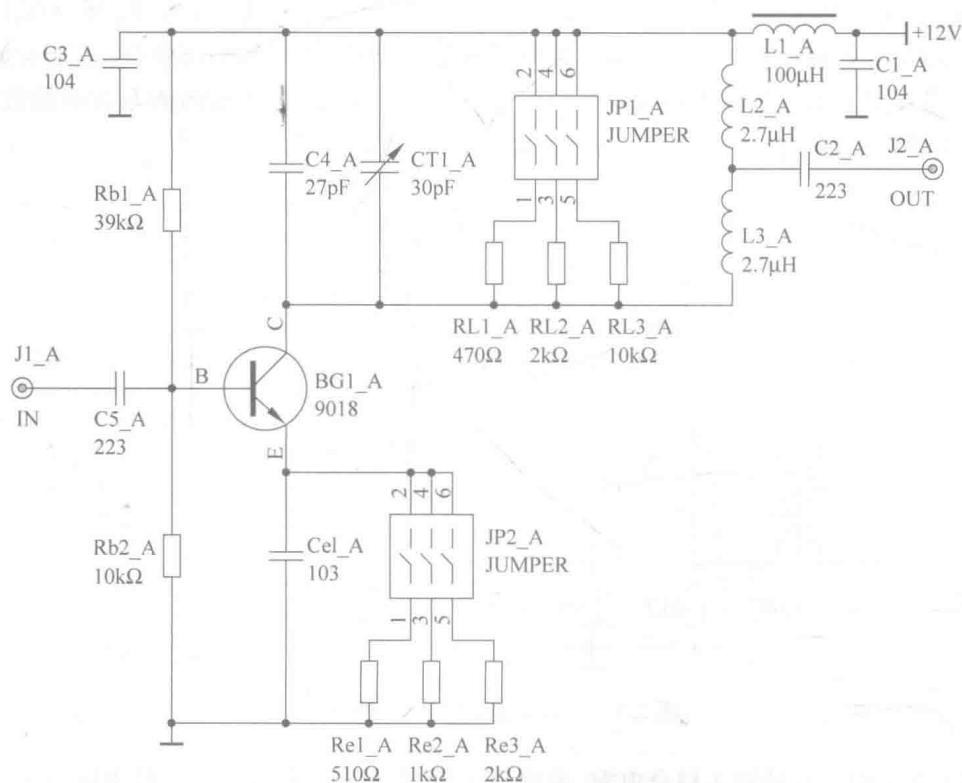 +12V
L1_A
100μH
C1_A
104
C3_A
104
2
4
6
JP1_A
JUMPER
1
3
5
L2_A
2.7μH
C2_A
223
J2_A
OUT
C4_A
27pF
CT1_A
30pF
Rb1_A
39kΩ
L3_A
2.7μH
RL1_A
470Ω
RL2_A
2kΩ
RL3_A
10kΩ
C
J1_A
IN
C5_A
223
B
BG1_A
9018
E
2
4
6
JP2_A
JUMPER
1
3
5
Rb2_A
10kΩ
Cel_A
103
Re1_A
510Ω
Re2_A
1kΩ
Re3_A
2kΩ